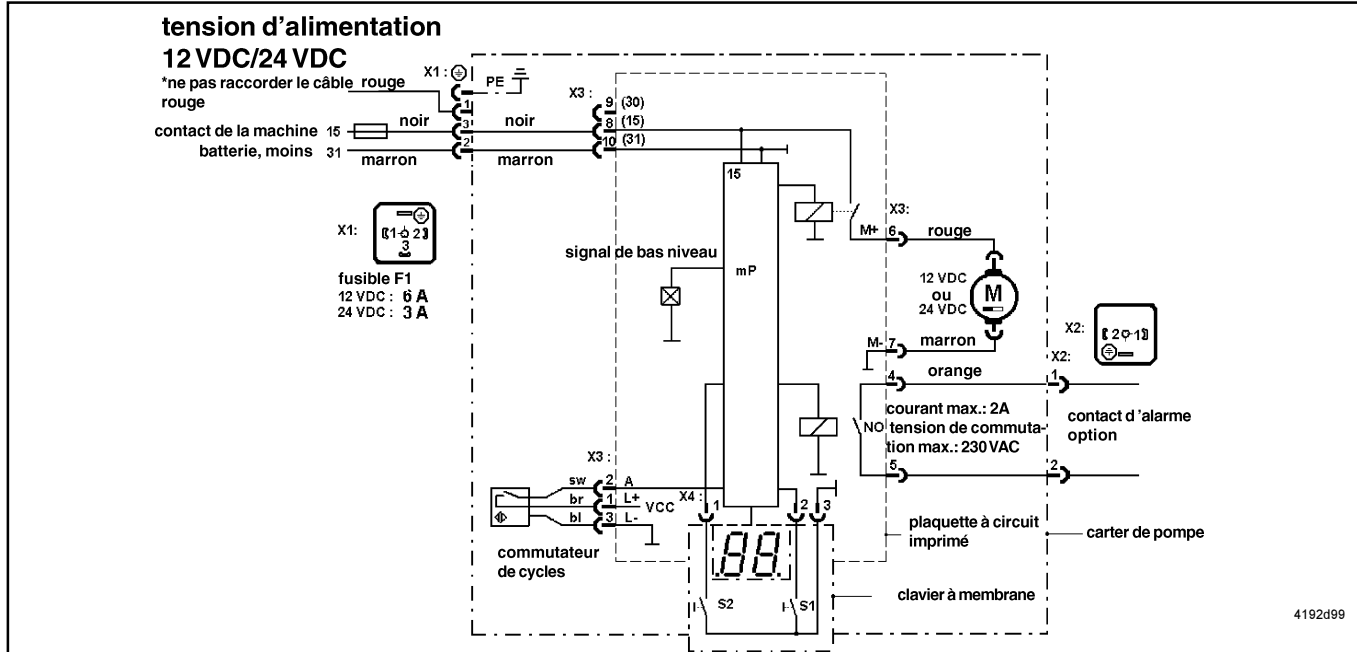 tension d’alimentation
12 VDC/24 VDC
*ne pas raccorder le câble rouge
rouge
X1 :
PE
1
X3 :
9 (30)
contact de la machine 15
noir
3
noir
8 (15)
batterie, moins 31
marron
2
marron
10 (31)
15
X1:
1 2
3
fusible F1
12 VDC : 6 A
24 VDC : 3 A
signal de bas niveau
mP
X3:
M+ 6
rouge
12 VDC
ou
24 VDC
M
M- 7
marron
X2:
2 1
X2:
4
orange
1
NO
courant max.: 2A
tension de commuta-
tion max.: 230 VAC
contact d ’alarme
option
5
2
X3 :
sw 2 A
br 1 L+
VCC
bl 3 L-
X4 :
1
2
3
commutateur
de cycles
.8.8.
S2
S1
plaquette à circuit
imprimé
carter de pompe
clavier à membrane
4192d99